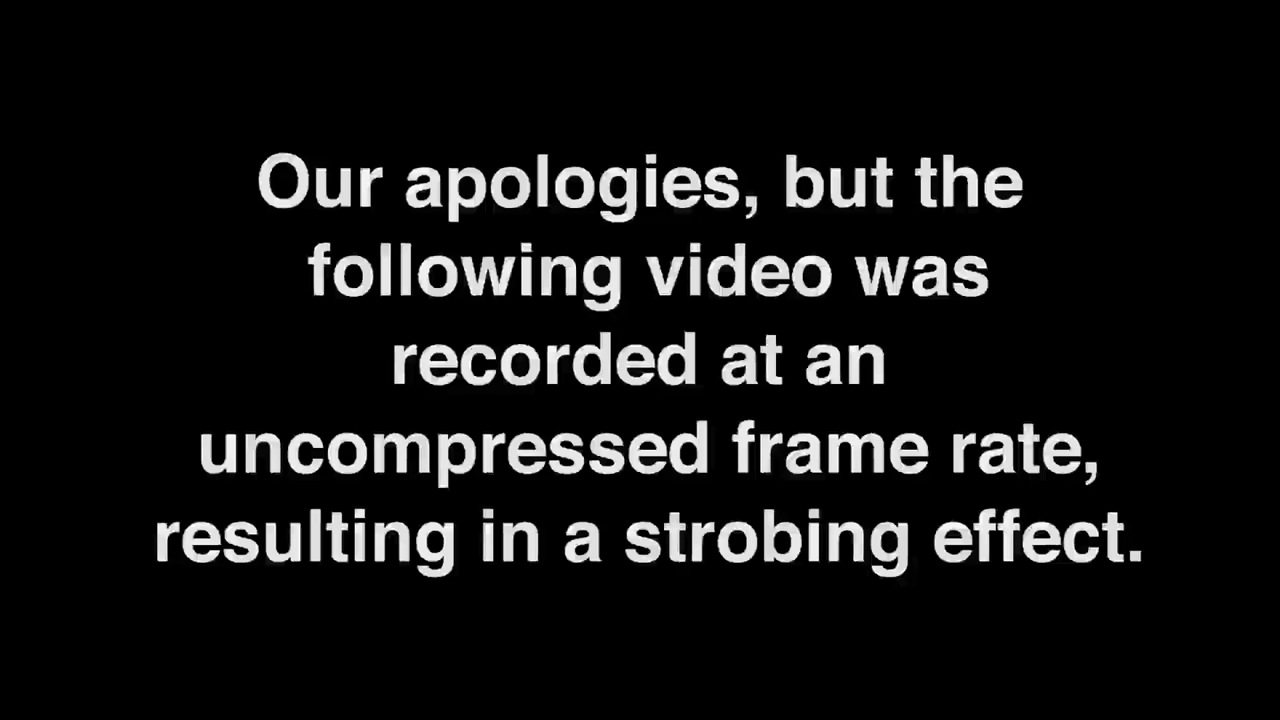 Our apologies, but the
following video was
recorded at an
uncompressed frame rate,
resulting in a strobing effect.